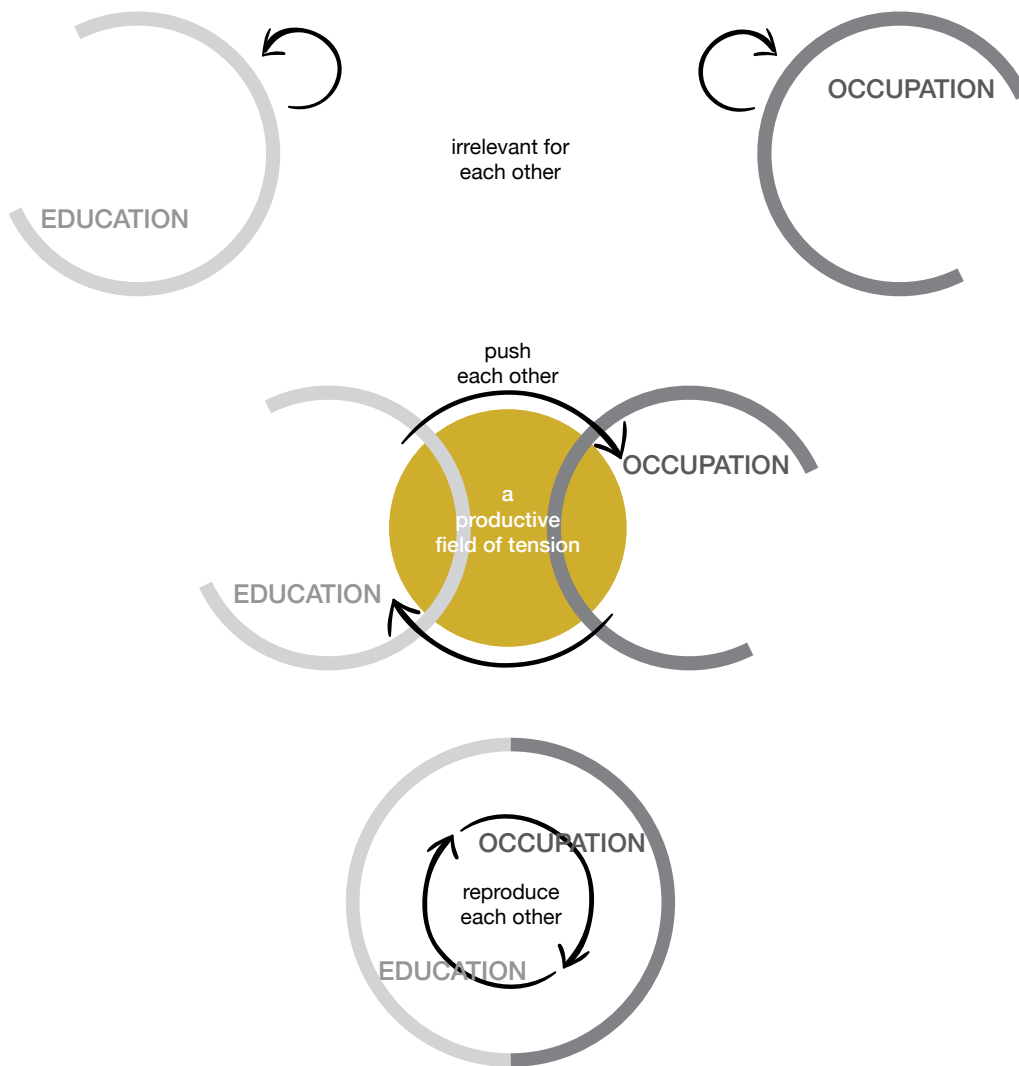 OCCUPATION
irrelevant for
each other
EDUCATION
push
each other
OCCUPATION
a
productive
field of tension
EDUCATION
OCCUPATION
reproduce
each other
EDUCATION